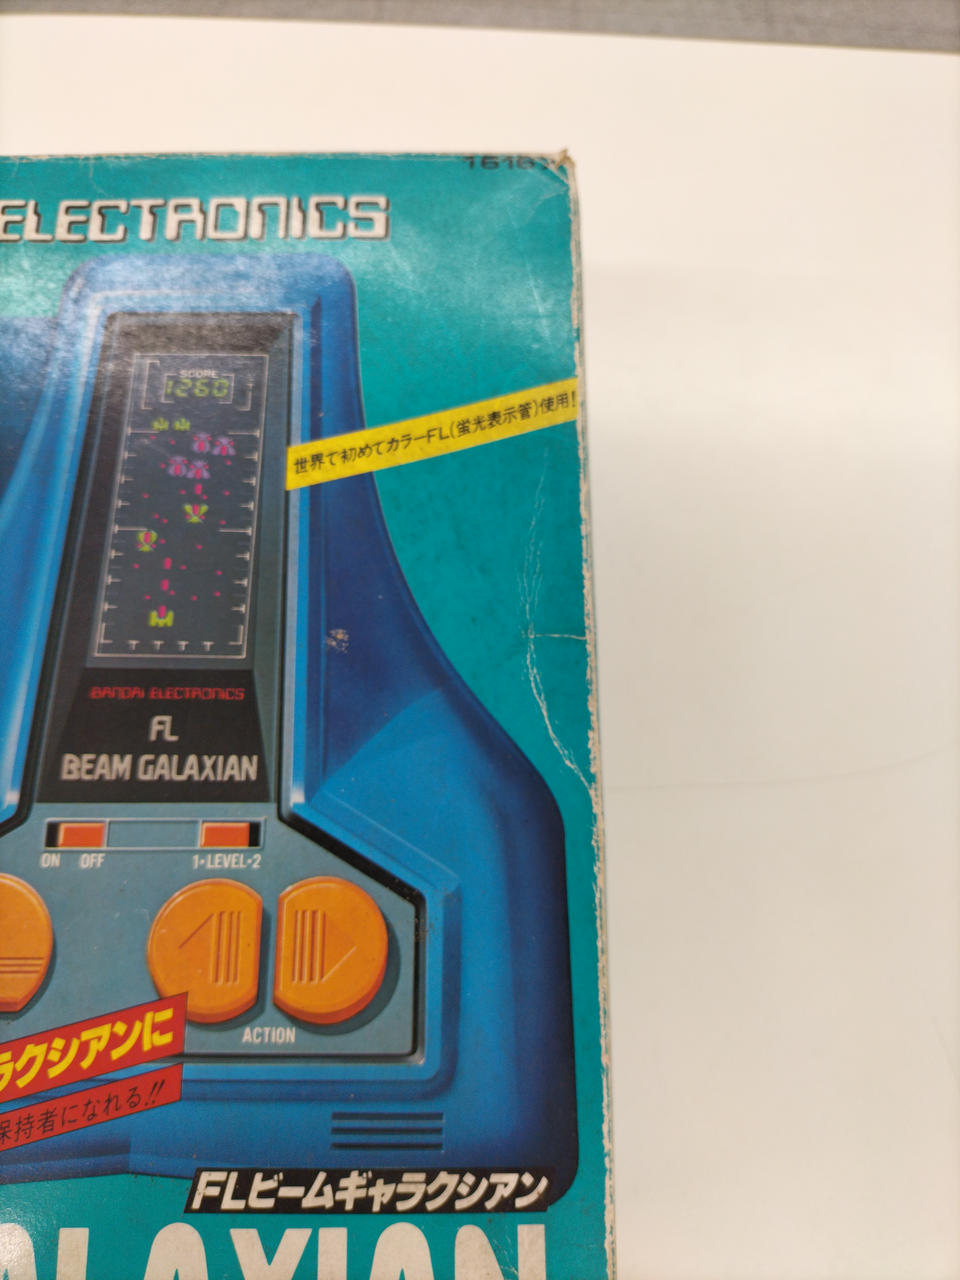 ELECTRONICS
SCORE
1260
世界で初めてカラーFL(蛍光表示管)使用!
BANDAI ELECTRONICS
FL
BEAM GALAXIAN
ON OFF 1•LEVEL•2
ACTION
ラクシアンに
保持者になれる!!
FLビームギャラクシアン
ALAXIAN